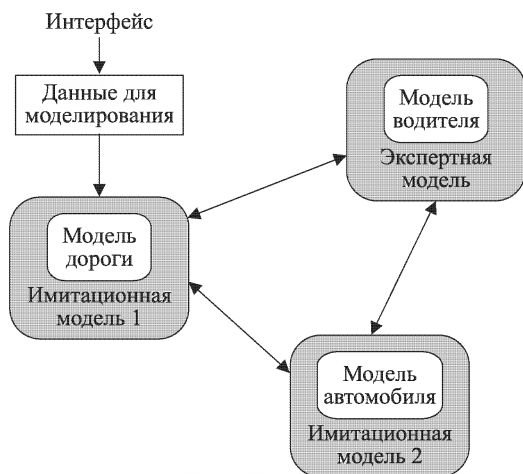 Интерфейс
Данные для
моделирования
Модель
водителя
Экспертная
модель
Модель
дороги
Имитационная
модель 1
Модель
автомобиля
Имитационная
модель 2